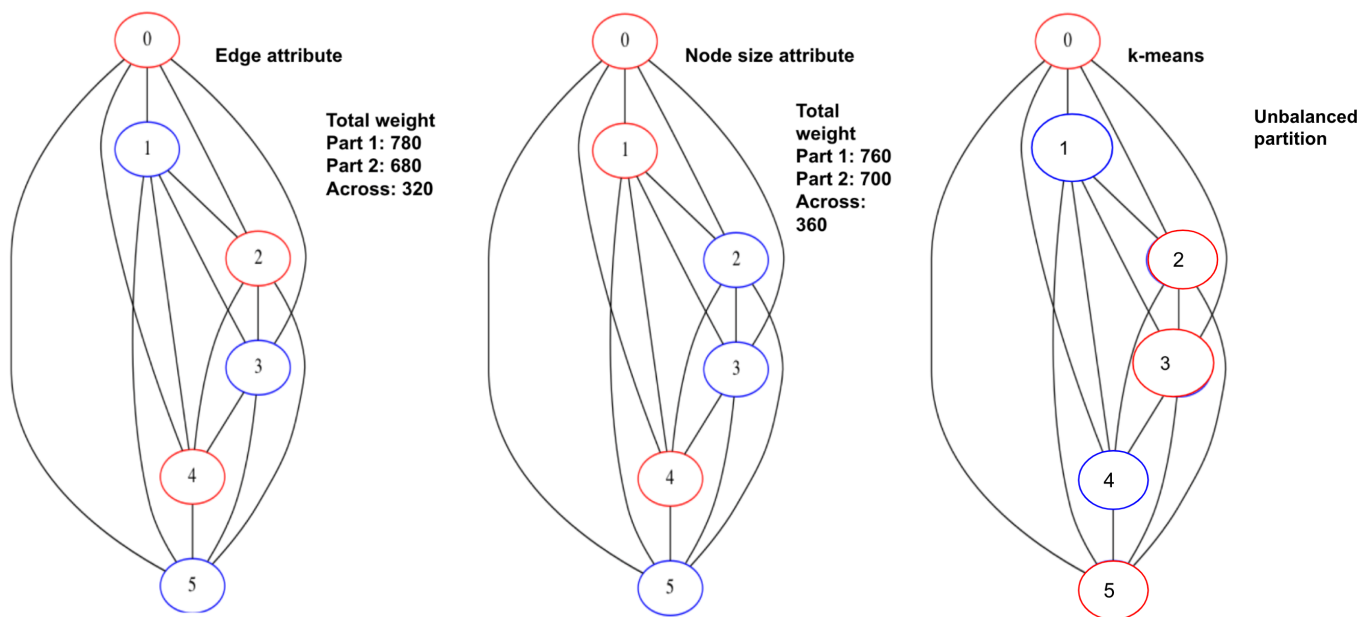 0
Edge attribute
Total weight
Part 1: 780
Part 2: 680
Across: 320
1
2
3
4
5
0
Node size attribute
Total
weight
Part 1: 760
Part 2: 700
Across:
360
1
2
3
4
5
0
k-means
Unbalanced
partition
1
2
3
4
5